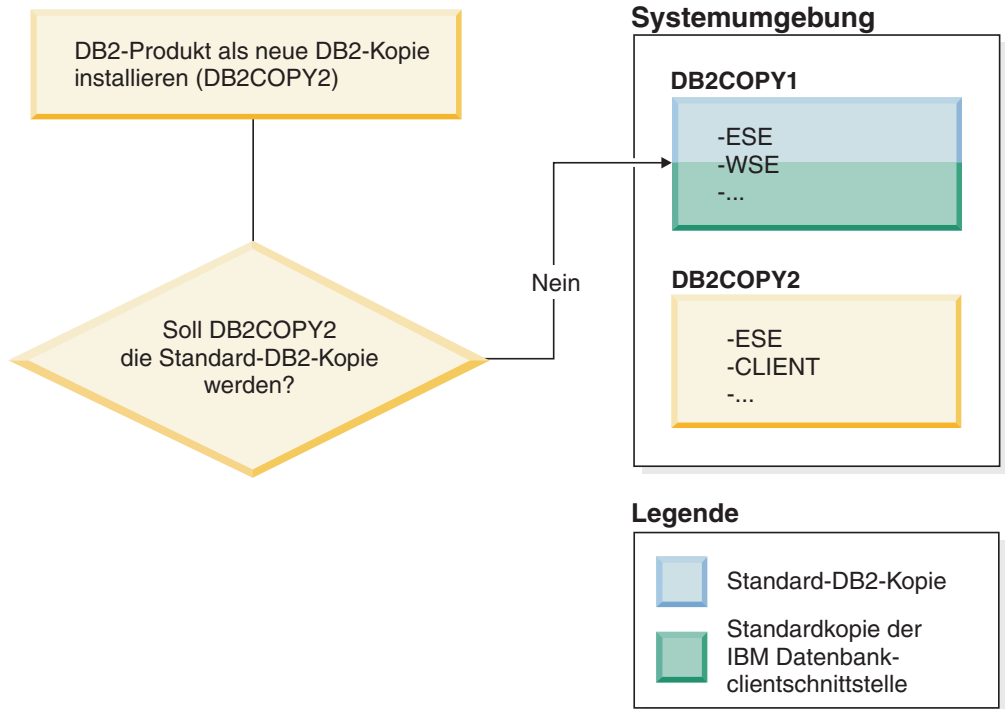 DB2-Produkt als neue DB2-Kopie
installieren (DB2COPY2)
Soll DB2COPY2
die Standard-DB2-Kopie
werden?
Nein
Systemumgebung
DB2COPY1
-ESE
-WSE
-...
DB2COPY2
-ESE
-CLIENT
-...
Legende
Standard-DB2-Kopie
Standardkopie der
IBM Datenbank-
clientschnittstelle